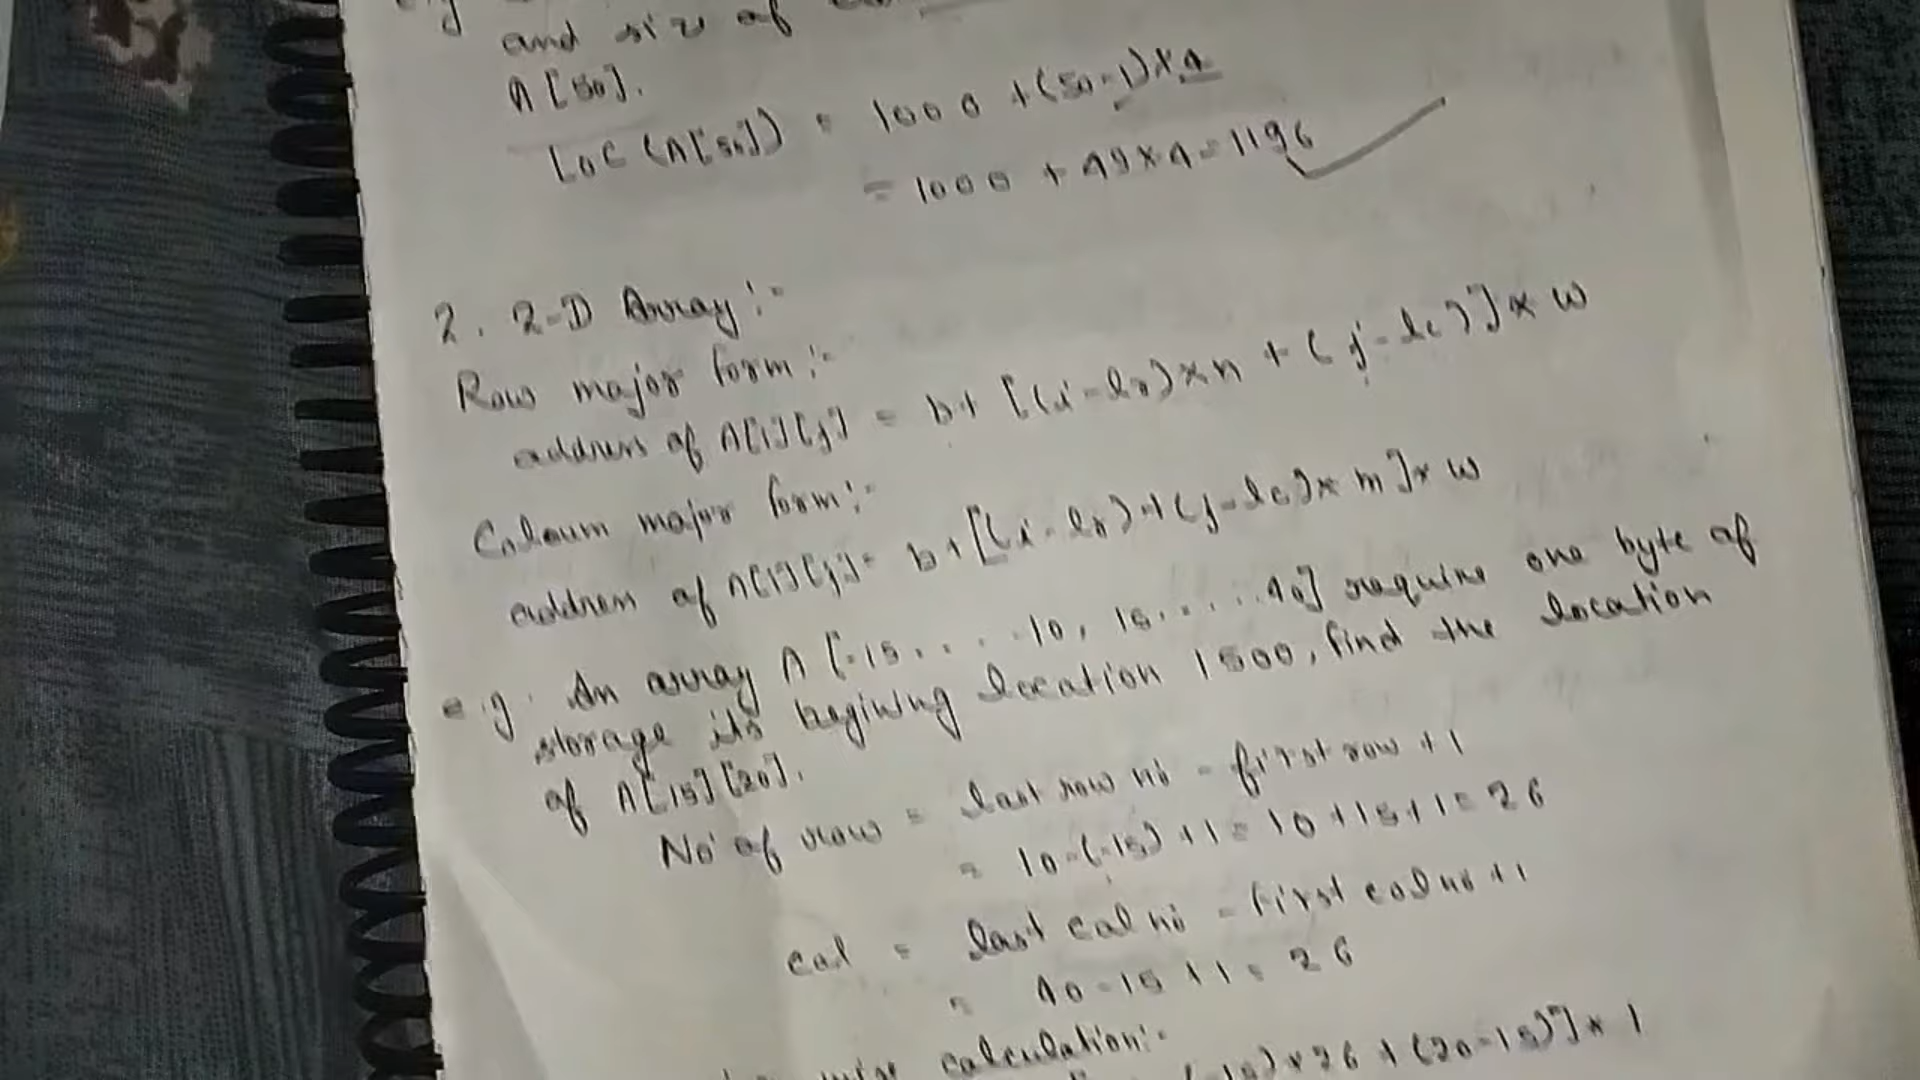 and siz of
A[50].
LOC (A[50]) = 1000 + (50-1)×4
= 1000 + 49×4 = 1196
2. 2-D Array :-
Row major form :-
address of A[i][j] = b+ [(i-lr)×n + (j-lc)]×w
Coloum major form :-
address of A[i][j] = b+[(i-lr)+(j-lc)×m]×w
e.g. An array A [-15.....10, 15.....40] require one byte of
storage its begining location 1500, find the location
of A[15][20].
No of row = last row no - first row +1
= 10-(-15)+1 = 10+15+1 = 26
col = last col no - first col no +1
= 40-15+1 = 26
wise calculation:-
-15)×26+(20-15)]×1